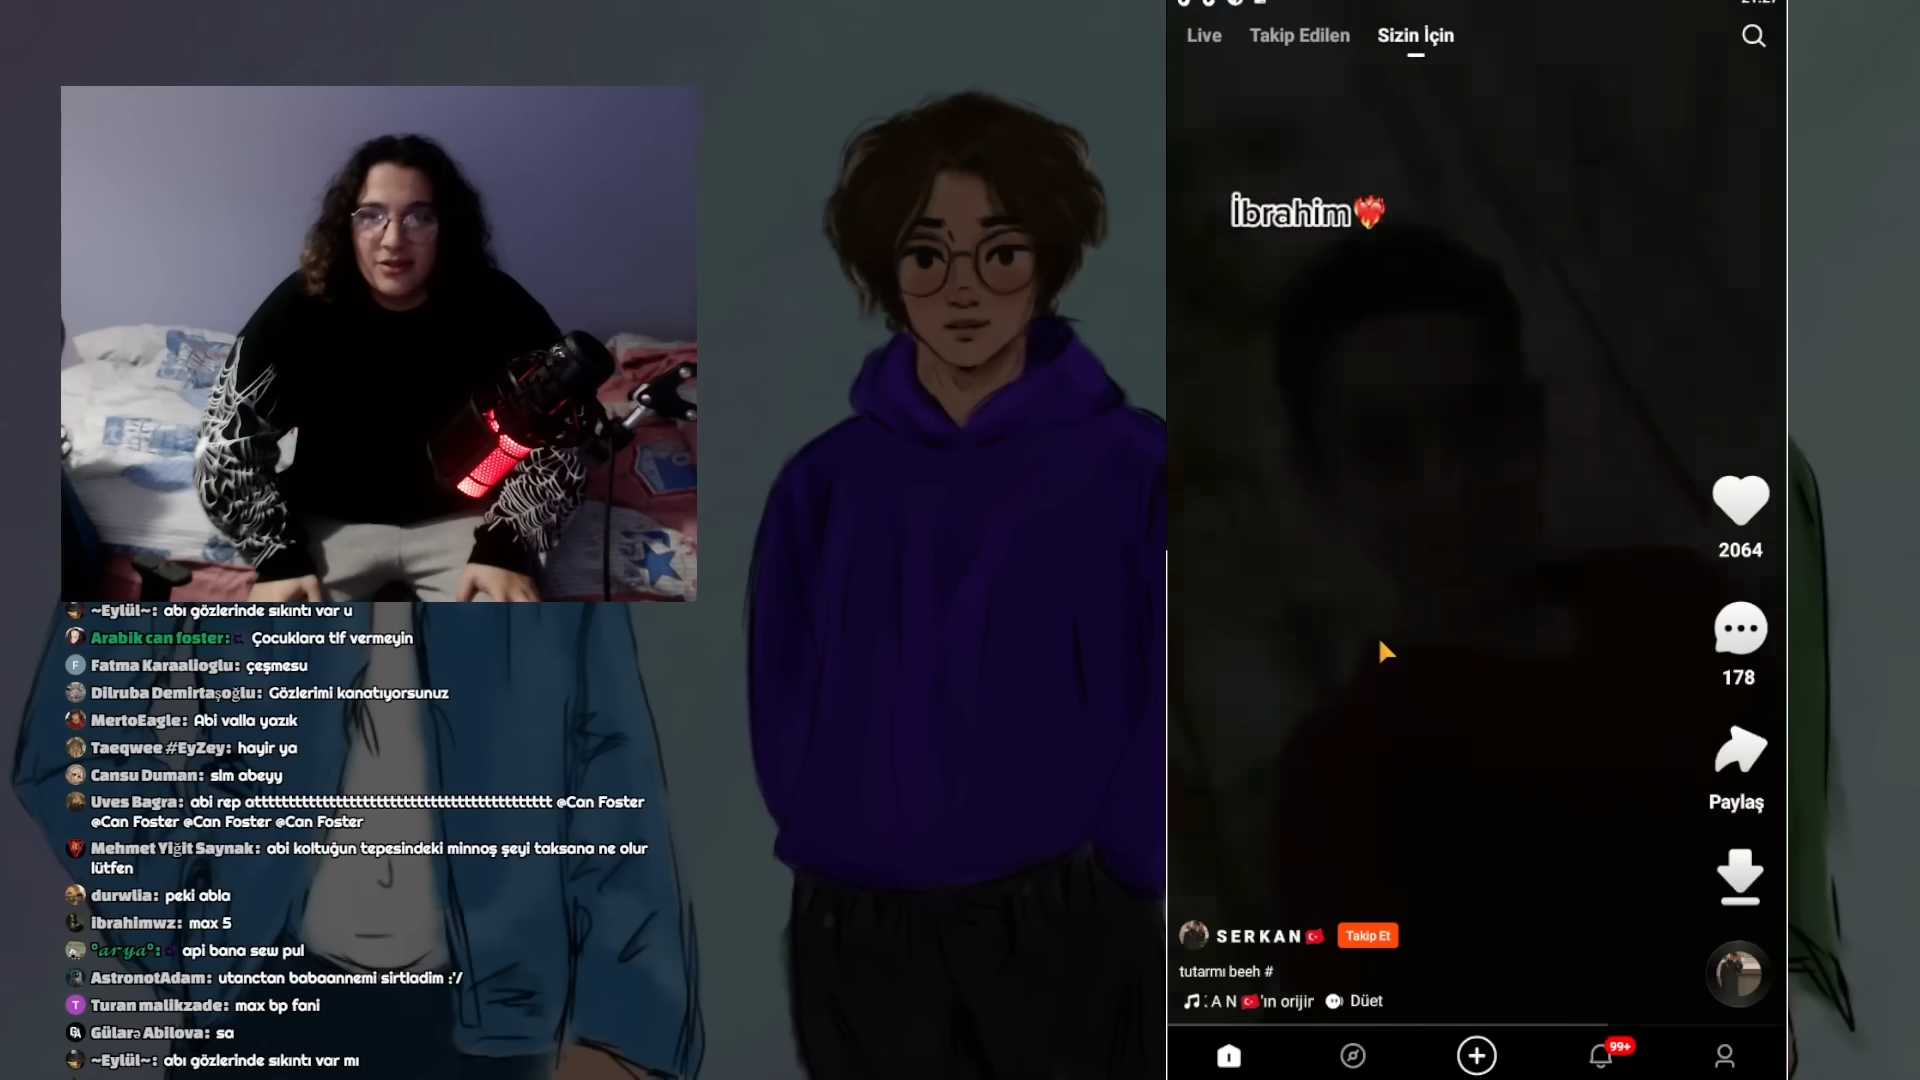 ~Eylül~: abı gözlerinde sıkıntı var u
Arabik can foster: Çocuklara tlf vermeyin
F Fatma Karaalioglu: çeşmesu
Dilruba Demirtaşoğlu: Gözlerimi kanatıyorsunuz
MertoEagle: Abi valla yazık
Taeqwee #EyZey: hayir ya
Cansu Duman: slm abeyy
Uves Bagra: abi rep attttttttttttttttttttttttttttttttttttttttttttt @Can Foster
@Can Foster @Can Foster @Can Foster
Mehmet Yiğit Saynak: abi koltuğun tepesindeki minnoş şeyi taksana ne olur
lütfen
durwlia: peki abla
ibrahimwz: max 5
°arya°: api bana sew pul
AstronotAdam: utanctan babaannemi sirtladim :'/
T Turan malikzade: max bp fani
GA Gülarə Abilova: sa
~Eylül~: abı gözlerinde sıkıntı var mı
Live Takip Edilen Sizin İçin
İbrahim
2064
178
Paylaş
SERKAN Takip Et
tutarmı beeh #
: A N 'ın orijir Düet
99+